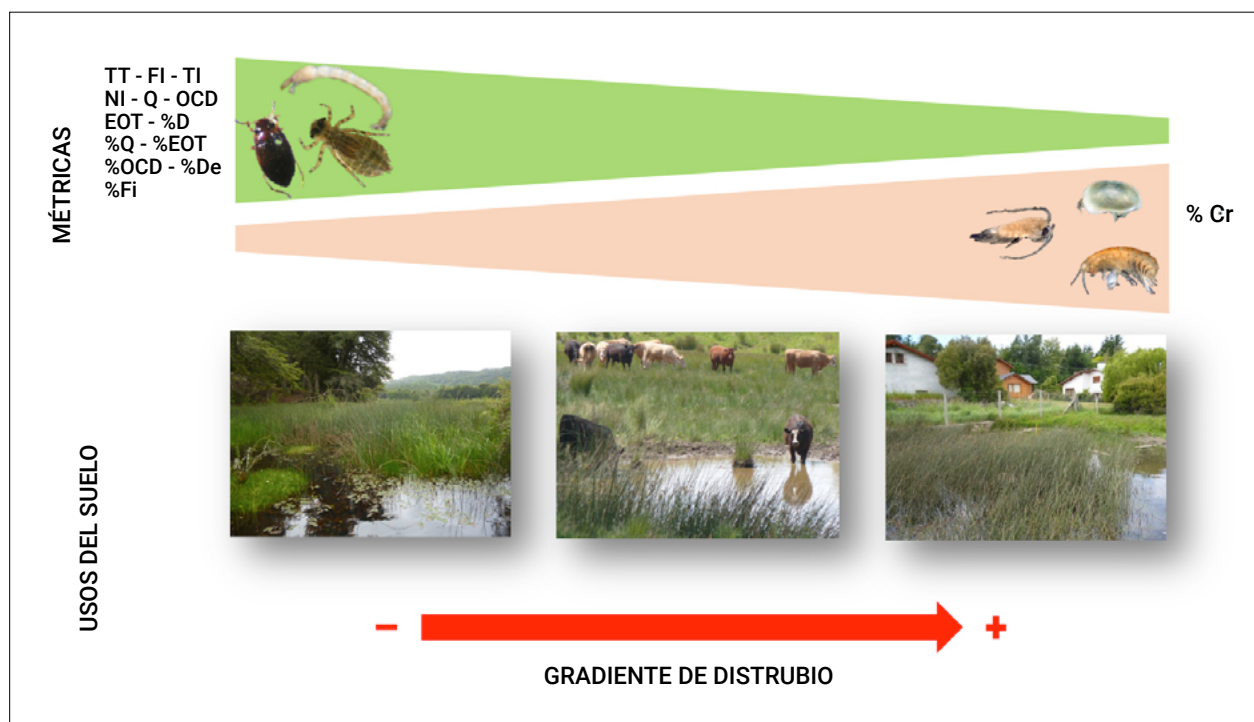 MÉTRICAS
TT - FI - TI
NI - Q - OCD
EOT - %D
%Q - %EOT
%OCD - %De
%Fi
% Cr
USOS DEL SUELO
− +
GRADIENTE DE DISTRUBIO